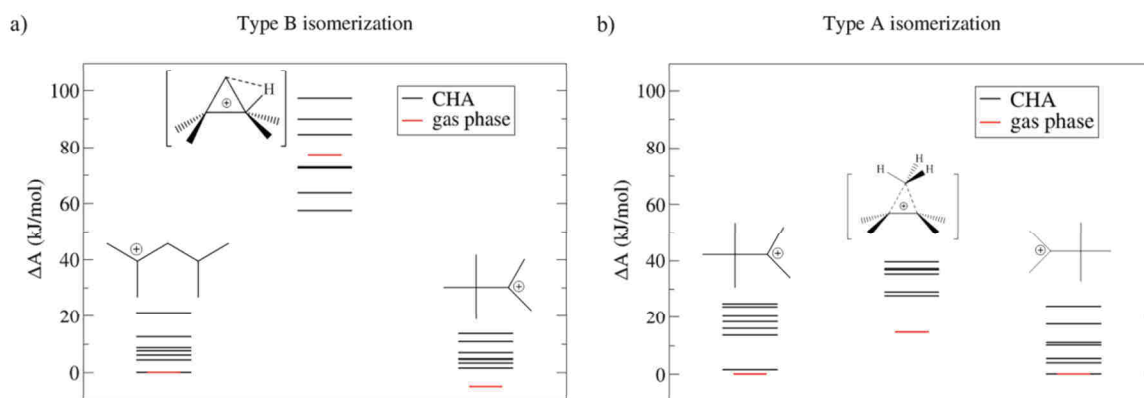 a)
Type B isomerization
ΔA (kJ/mol)
100
80
60
40
20
0
H
⊕
CHA
gas phase
⊕
⊕
b)
Type A isomerization
ΔA (kJ/mol)
100
80
60
40
20
0
CHA
gas phase
H
H
H
⊕
⊕
⊕